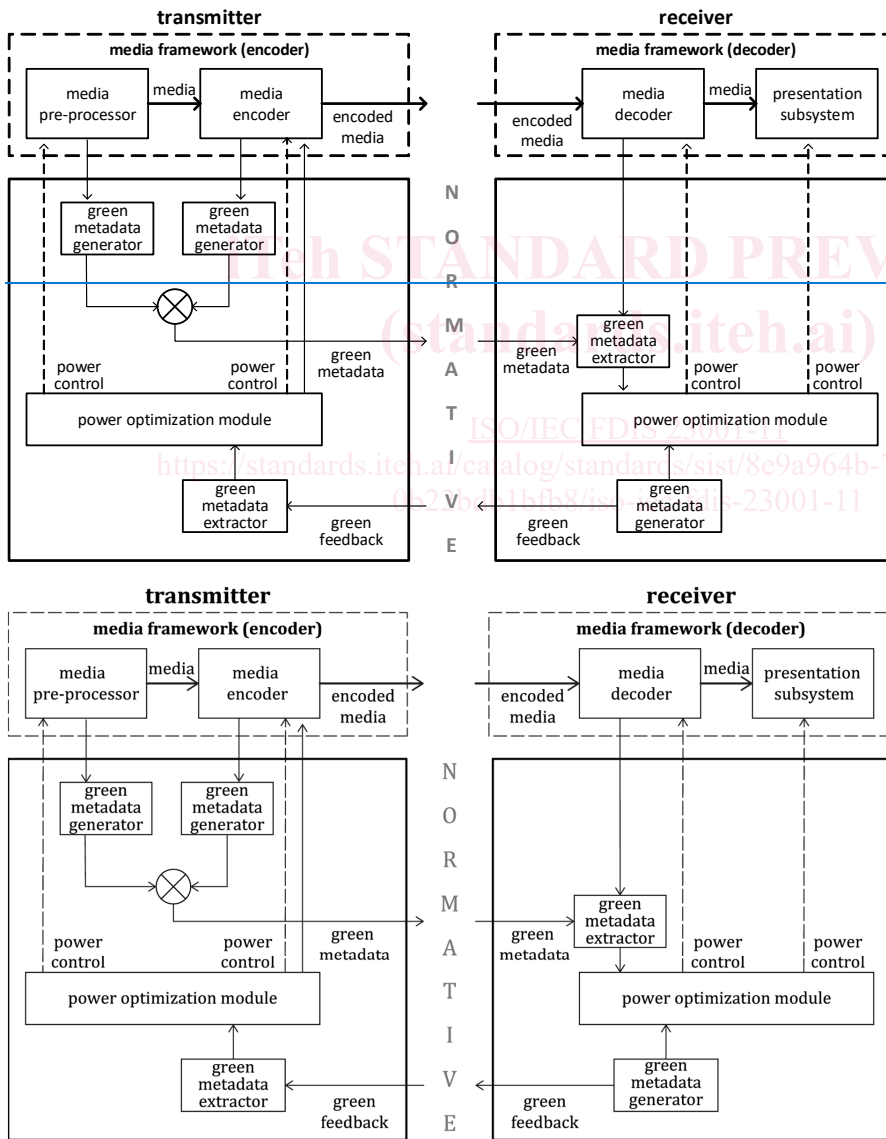 transmitter
receiver
media framework (encoder)
media framework (decoder)
media
pre-processor
media
media
encoder
encoded
media
encoded
media
media
decoder
media
presentation
subsystem
green
metadata
generator
green
metadata
generator
N
O
R
M
A
T
I
V
E
iTeh STANDARD PREV
(standards.iteh.ai)
green
metadata
green
metadata
green
metadata
extractor
power
control
power
control
power
control
power
control
power optimization module
power optimization module
ISO/IEC FDIS 23001-11
https://standards.iteh.ai/catalog/standards/sist/8e9a964b-
0b22bdb1bfb8/iso-iec-fdis-23001-11
green
metadata
extractor
green
feedback
green
feedback
green
metadata
generator
transmitter
receiver
media framework (encoder)
media framework (decoder)
media
pre-processor
media
media
encoder
encoded
media
encoded
media
media
decoder
media
presentation
subsystem
green
metadata
generator
green
metadata
generator
N
O
R
M
A
T
I
V
E
green
metadata
green
metadata
green
metadata
extractor
power
control
power
control
power
control
power
control
power optimization module
power optimization module
green
metadata
extractor
green
feedback
green
feedback
green
metadata
generator